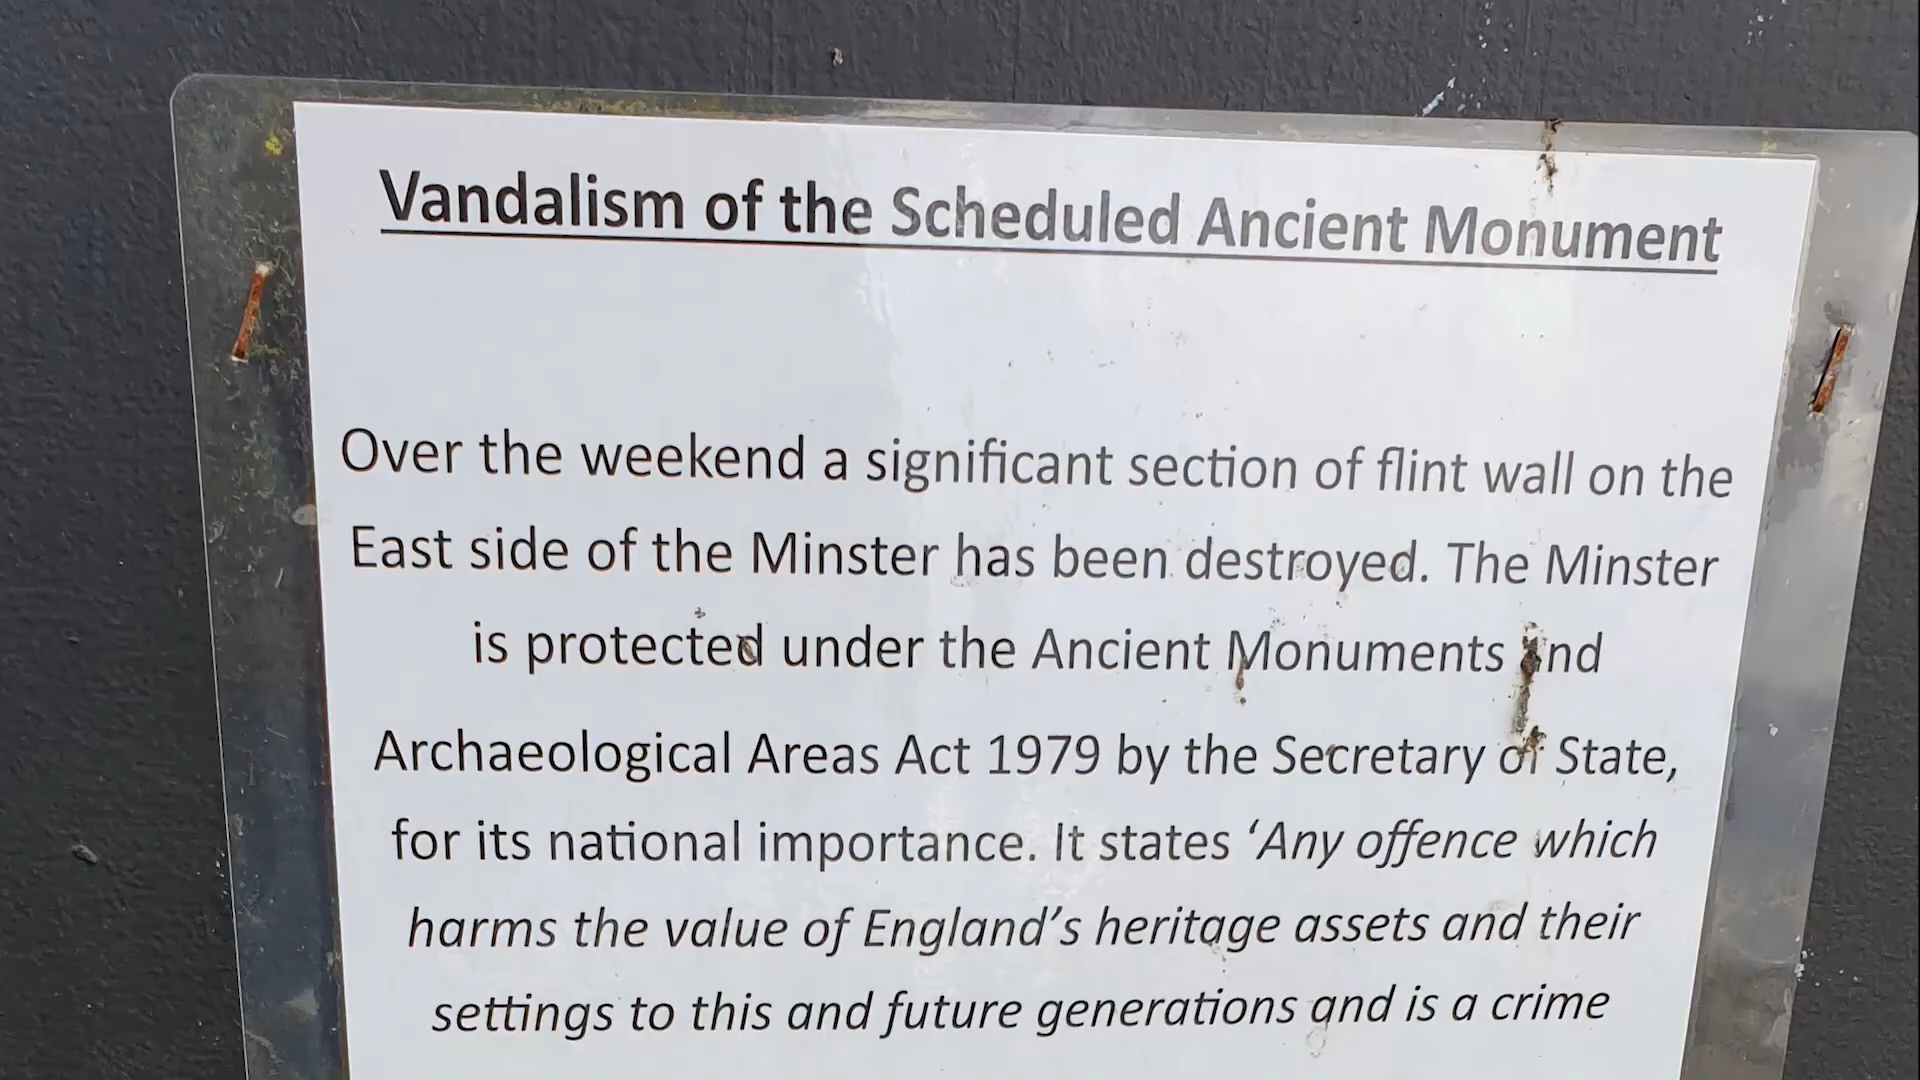 Vandalism of the Scheduled Ancient Monument
Over the weekend a significant section of flint wall on the
East side of the Minster has been destroyed. The Minster
is protected under the Ancient Monuments and
Archaeological Areas Act 1979 by the Secretary of State,
for its national importance. It states ‘Any offence which
harms the value of England’s heritage assets and their
settings to this and future generations and is a crime